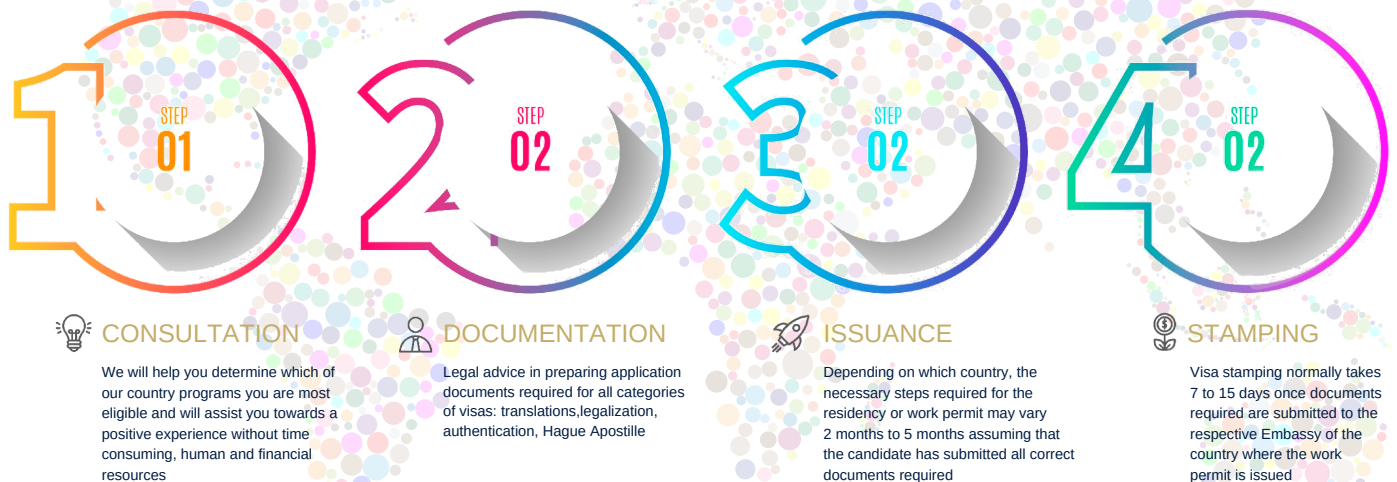 1
STEP
01
2
STEP
02
3
STEP
02
4
STEP
02
CONSULTATION
We will help you determine which of
our country programs you are most
eligible and will assist you towards a
positive experience without time
consuming, human and financial
resources
DOCUMENTATION
Legal advice in preparing application
documents required for all categories
of visas: translations,legalization,
authentication, Hague Apostille
ISSUANCE
Depending on which country, the
necessary steps required for the
residency or work permit may vary
2 months to 5 months assuming that
the candidate has submitted all correct
documents required
$
STAMPING
Visa stamping normally takes
7 to 15 days once documents
required are submitted to the
respective Embassy of the
country where the work
permit is issued